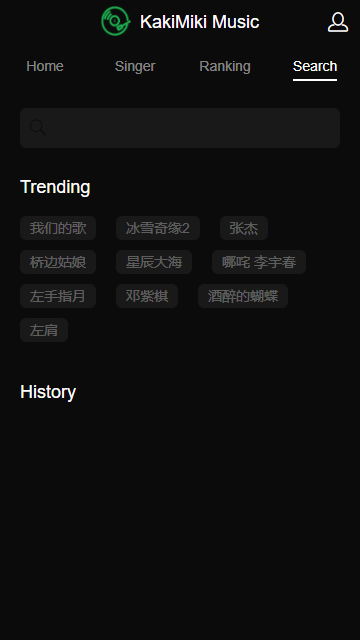 KakiMiki Music
Home Singer Ranking Search
Trending
我们的歌 冰雪奇缘2 张杰
桥边姑娘 星辰大海 哪咤 李宇春
左手指月 邓紫棋 酒醉的蝴蝶
左肩
History